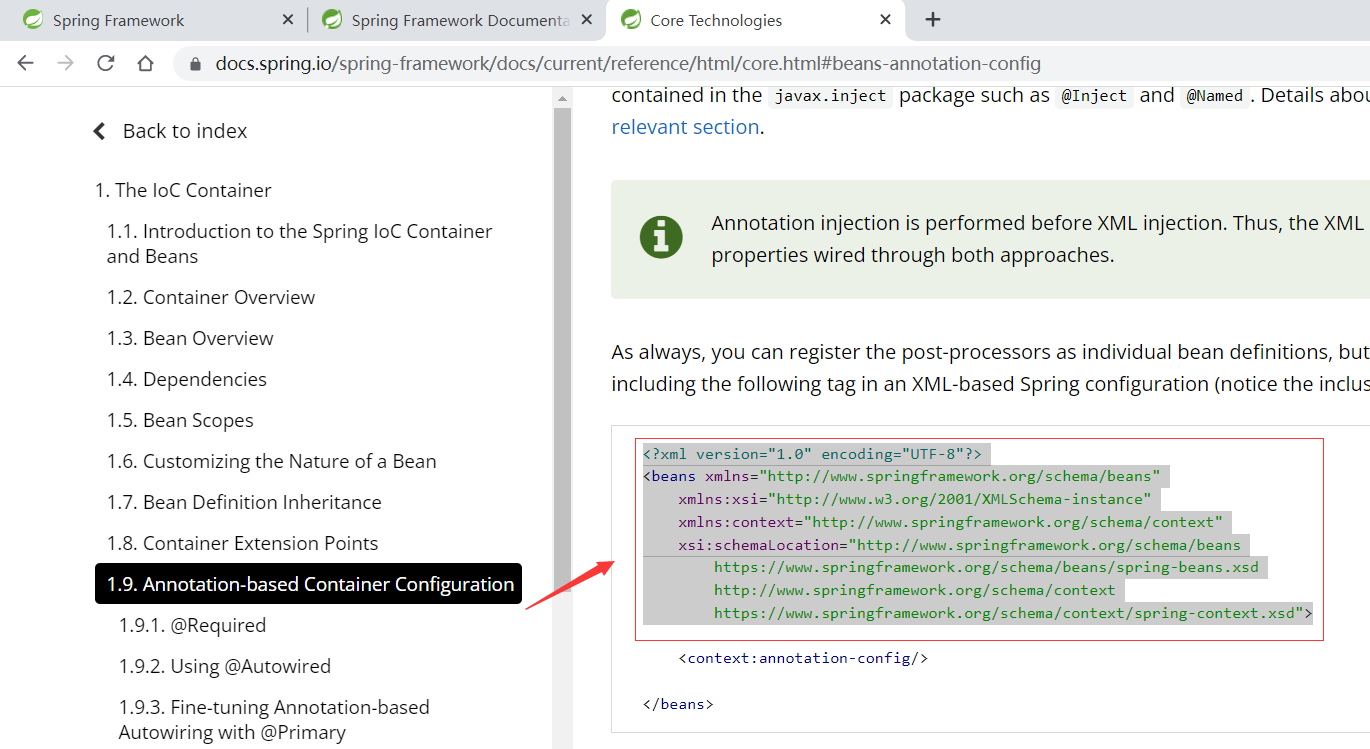 Spring Framework
Spring Framework Documenta
Core Technologies
docs.spring.io/spring-framework/docs/current/reference/html/core.html#beans-annotation-config
Back to index
1. The IoC Container
1.1. Introduction to the Spring IoC Container
and Beans
1.2. Container Overview
1.3. Bean Overview
1.4. Dependencies
1.5. Bean Scopes
1.6. Customizing the Nature of a Bean
1.7. Bean Definition Inheritance
1.8. Container Extension Points
1.9. Annotation-based Container Configuration
1.9.1. @Required
1.9.2. Using @Autowired
1.9.3. Fine-tuning Annotation-based
Autowiring with @Primary
contained in the javax.inject package such as @Inject and @Named. Details abou
relevant section.
Annotation injection is performed before XML injection. Thus, the XML
properties wired through both approaches.
As always, you can register the post-processors as individual bean definitions, but
including the following tag in an XML-based Spring configuration (notice the inclus
<?xml version="1.0" encoding="UTF-8"?>
<beans xmlns="http://www.springframework.org/schema/beans"
xmlns:xsi="http://www.w3.org/2001/XMLSchema-instance"
xmlns:context="http://www.springframework.org/schema/context"
xsi:schemaLocation="http://www.springframework.org/schema/beans
https://www.springframework.org/schema/beans/spring-beans.xsd
http://www.springframework.org/schema/context
https://www.springframework.org/schema/context/spring-context.xsd">
<context:annotation-config/>
</beans>